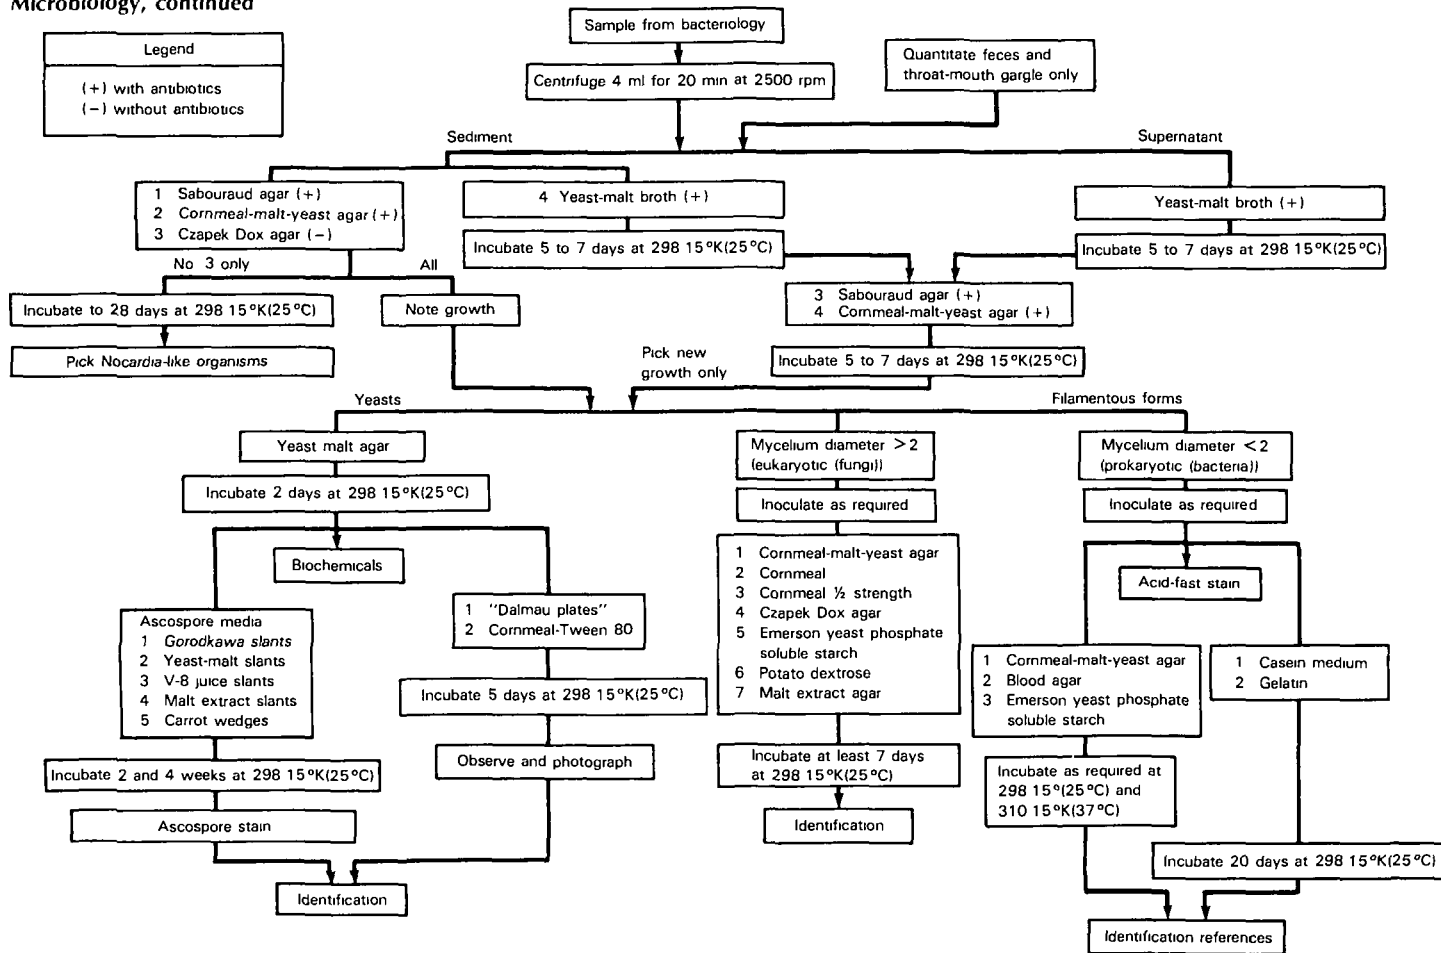 Microbiology, continued
Legend
(+) with antibiotics
(−) without antibiotics
Sample from bacteriology
Centrifuge 4 ml for 20 min at 2500 rpm
Quantitate feces and
throat-mouth gargle only
Sediment
Supernatant
1 Sabouraud agar (+)
2 Cornmeal-malt-yeast agar (+)
3 Czapek Dox agar (−)
4 Yeast-malt broth (+)
Yeast-malt broth (+)
Incubate 5 to 7 days at 298 15°K(25°C)
Incubate 5 to 7 days at 298 15°K(25°C)
No 3 only
All
Incubate to 28 days at 298 15°K(25°C)
Note growth
3 Sabouraud agar (+)
4 Cornmeal-malt-yeast agar (+)
Pick Nocardia-like organisms
Pick new
growth only
Incubate 5 to 7 days at 298 15°K(25°C)
Yeasts
Filamentous forms
Yeast malt agar
Incubate 2 days at 298 15°K(25°C)
Biochemicals
Ascospore media
1 Gorodkawa slants
2 Yeast-malt slants
3 V-8 juice slants
4 Malt extract slants
5 Carrot wedges
Incubate 2 and 4 weeks at 298 15°K(25°C)
Ascospore stain
1 "Dalmau plates"
2 Cornmeal-Tween 80
Incubate 5 days at 298 15°K(25°C)
Observe and photograph
Identification
Mycelium diameter >2
(eukaryotic (fungi))
Inoculate as required
1 Cornmeal-malt-yeast agar
2 Cornmeal
3 Cornmeal ½ strength
4 Czapek Dox agar
5 Emerson yeast phosphate
soluble starch
6 Potato dextrose
7 Malt extract agar
Incubate at least 7 days
at 298 15°K(25°C)
Identification
Mycelium diameter <2
(prokaryotic (bacteria))
Inoculate as required
Acid-fast stain
1 Cornmeal-malt-yeast agar
2 Blood agar
3 Emerson yeast phosphate
soluble starch
1 Casein medium
2 Gelatin
Incubate as required at
298 15°(25°C) and
310 15°K(37°C)
Incubate 20 days at 298 15°K(25°C)
Identification references